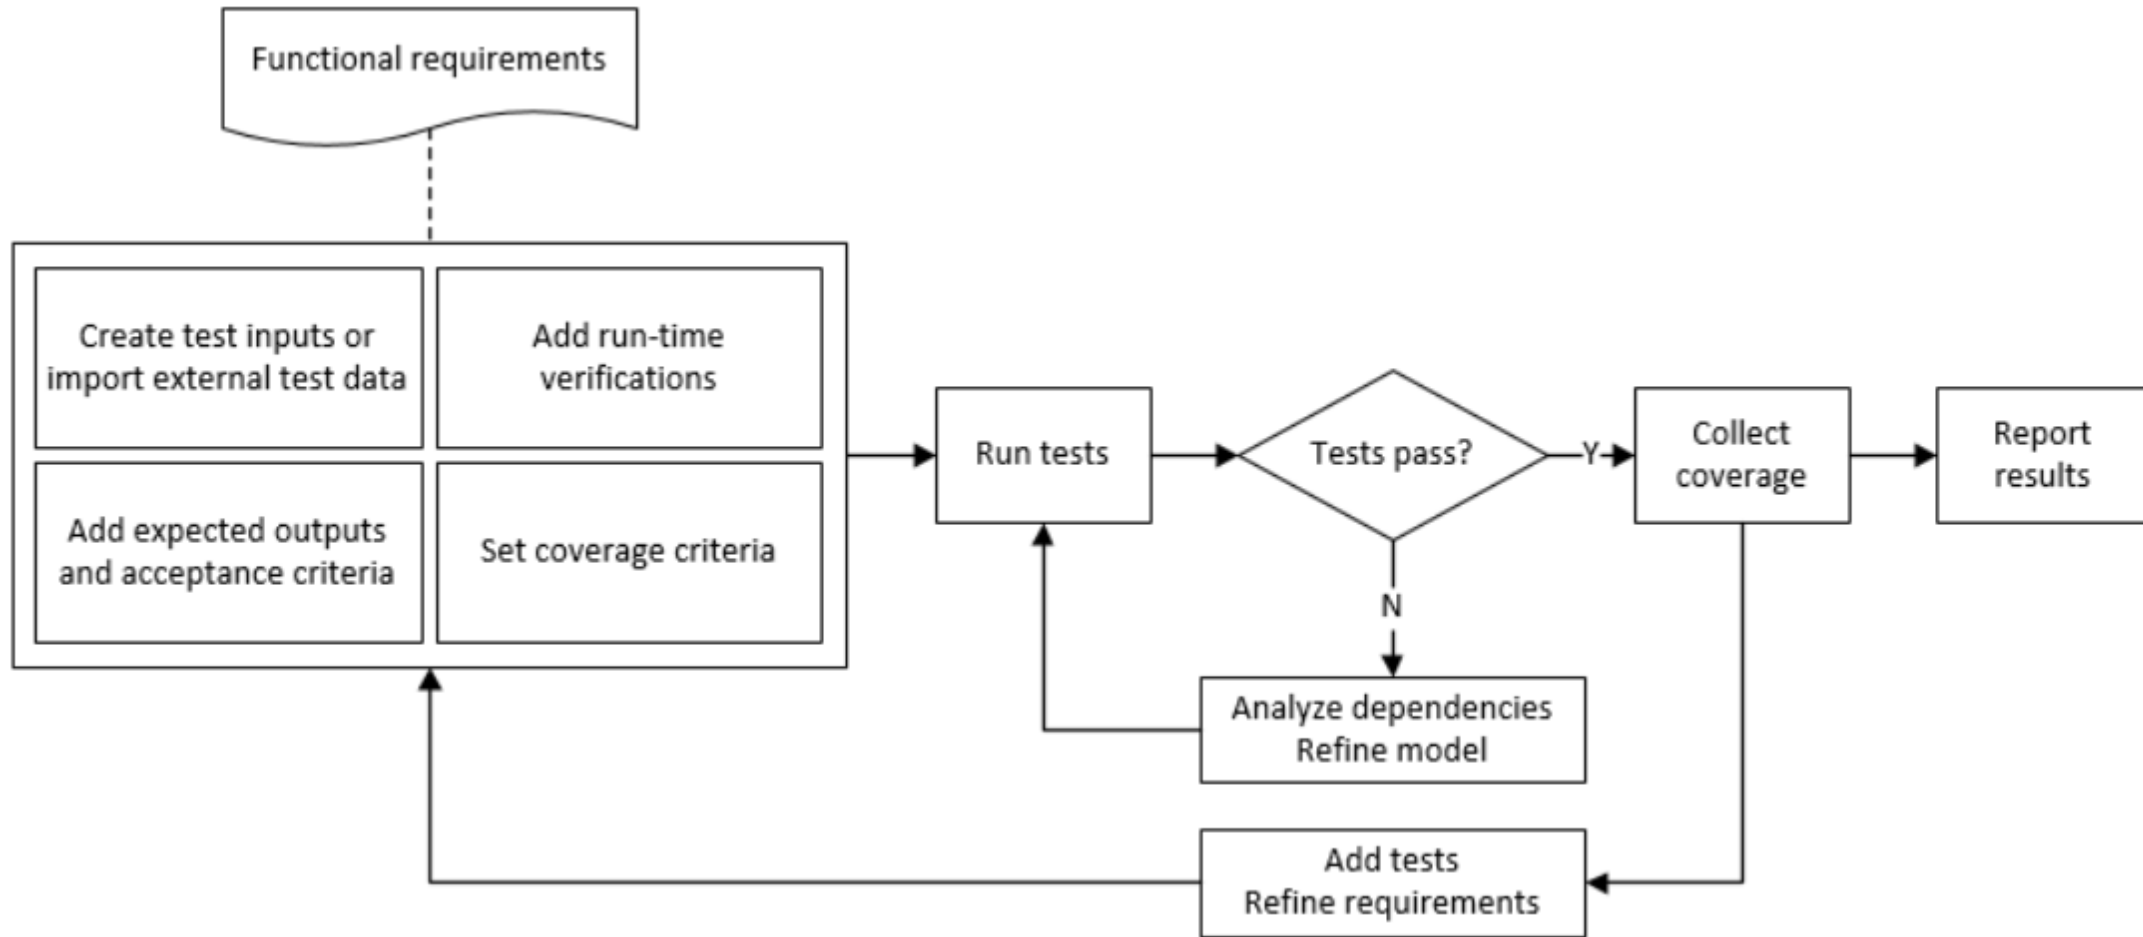 Functional requirements
Create test inputs or
import external test data
Add run-time
verifications
Add expected outputs
and acceptance criteria
Set coverage criteria
Run tests
Tests pass?
Y
Collect
coverage
Report
results
N
Analyze dependencies
Refine model
Add tests
Refine requirements